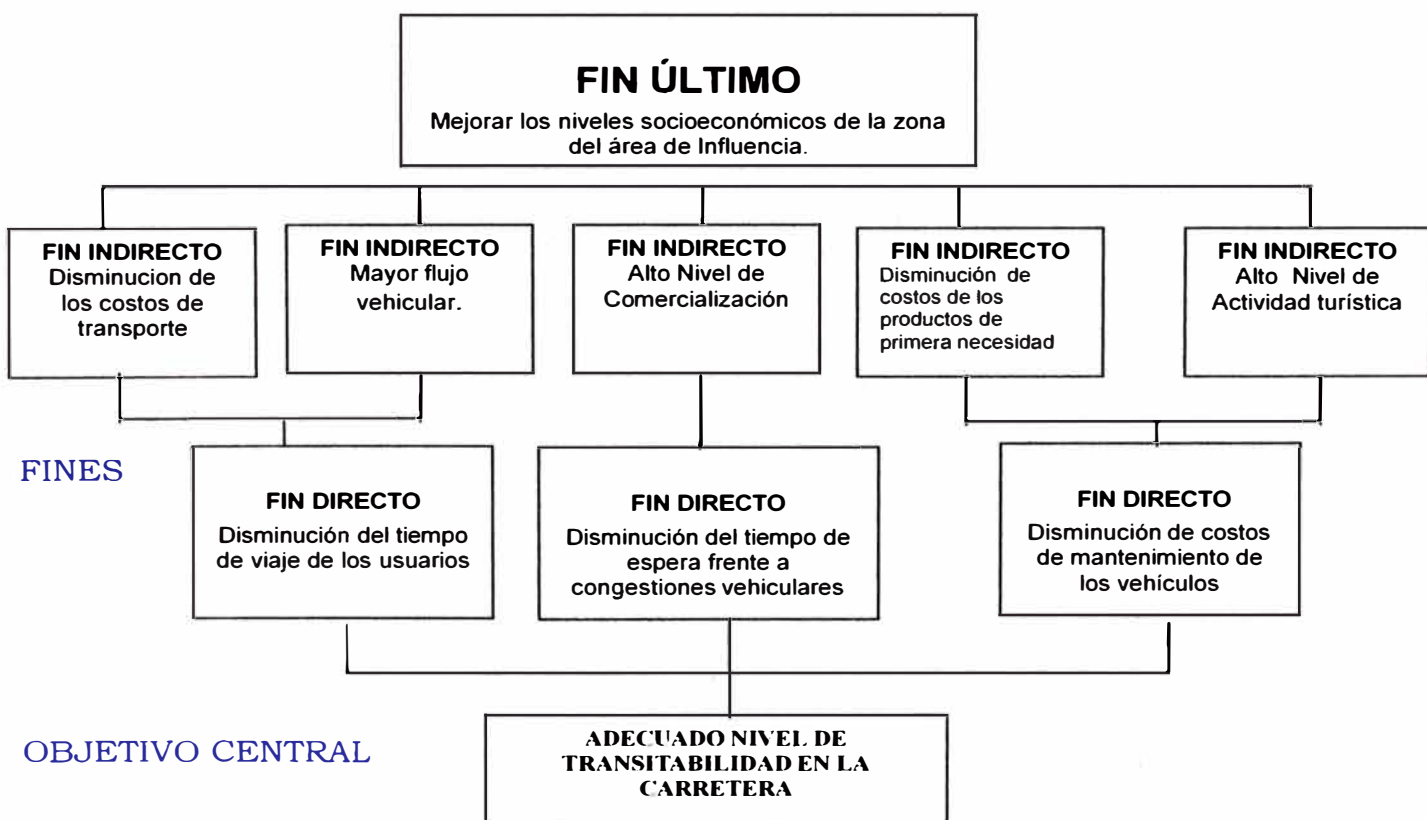 FIN ÚLTIMO
Mejorar los niveles socioeconómicos de la zona
del área de Influencia.
FIN INDIRECTO
Disminucion de
los costos de
transporte
FIN INDIRECTO
Mayor flujo
vehicular.
FIN INDIRECTO
Alto Nivel de
Comercialización
FIN INDIRECTO
Disminución de
costos de los
productos de
primera necesidad
FIN INDIRECTO
Alto Nivel de
Actividad turística
FINES
FIN DIRECTO
Disminución del tiempo
de viaje de los usuarios
FIN DIRECTO
Disminución del tiempo de
espera frente a
congestiones vehiculares
FIN DIRECTO
Disminución de costos
de mantenimiento de
los vehículos
OBJETIVO CENTRAL
ADECUADO NIVEL DE
TRANSITABILIDAD EN LA
CARRETERA